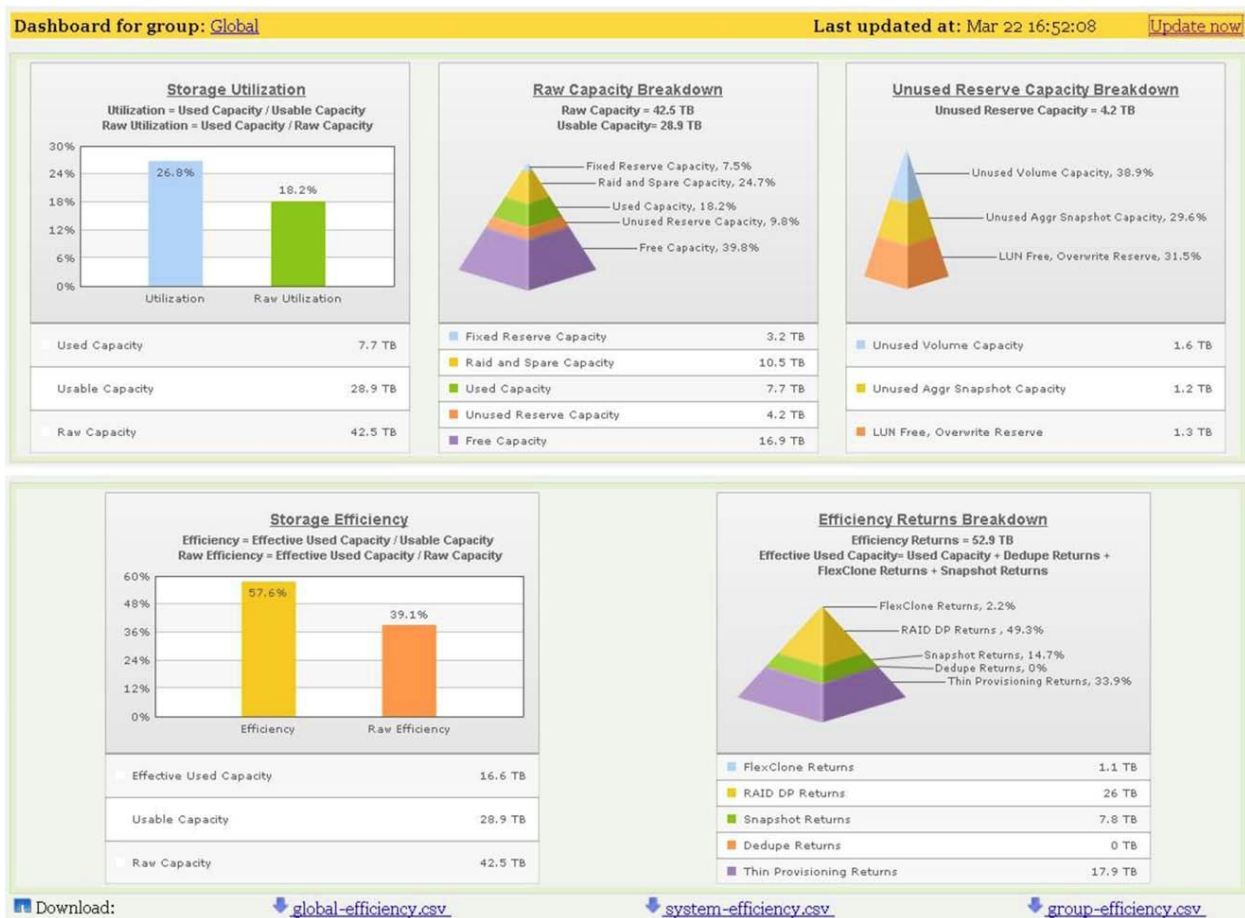 Dashboard for group: Global
Last updated at: Mar 22 16:52:08
Update now
Storage Utilization
Utilization = Used Capacity / Usable Capacity
Raw Utilization = Used Capacity / Raw Capacity
30%
24%
18%
12%
6%
0%
26.8%
18.2%
Utilization
Raw Utilization
Used Capacity 7.7 TB
Usable Capacity 28.9 TB
Raw Capacity 42.5 TB
Raw Capacity Breakdown
Raw Capacity = 42.5 TB
Usable Capacity= 28.9 TB
Fixed Reserve Capacity, 7.5%
Raid and Spare Capacity, 24.7%
Used Capacity, 18.2%
Unused Reserve Capacity, 9.8%
Free Capacity, 39.8%
Fixed Reserve Capacity 3.2 TB
Raid and Spare Capacity 10.5 TB
Used Capacity 7.7 TB
Unused Reserve Capacity 4.2 TB
Free Capacity 16.9 TB
Unused Reserve Capacity Breakdown
Unused Reserve Capacity = 4.2 TB
Unused Volume Capacity, 38.9%
Unused Aggr Snapshot Capacity, 29.6%
LUN Free, Overwrite Reserve, 31.5%
Unused Volume Capacity 1.6 TB
Unused Aggr Snapshot Capacity 1.2 TB
LUN Free, Overwrite Reserve 1.3 TB
Storage Efficiency
Efficiency = Effective Used Capacity / Usable Capacity
Raw Efficiency = Effective Used Capacity / Raw Capacity
60%
48%
36%
24%
12%
0%
57.6%
39.1%
Efficiency
Raw Efficiency
Effective Used Capacity 16.6 TB
Usable Capacity 28.9 TB
Raw Capacity 42.5 TB
Efficiency Returns Breakdown
Efficiency Returns = 52.9 TB
Effective Used Capacity= Used Capacity + Dedupe Returns +
FlexClone Returns + Snapshot Returns
FlexClone Returns, 2.2%
RAID DP Returns , 49.3%
Snapshot Returns, 14.7%
Dedupe Returns, 0%
Thin Provisioning Returns, 33.9%
FlexClone Returns 1.1 TB
RAID DP Returns 26 TB
Snapshot Returns 7.8 TB
Dedupe Returns 0 TB
Thin Provisioning Returns 17.9 TB
Download:
global-efficiency.csv
system-efficiency.csv
group-efficiency.csv